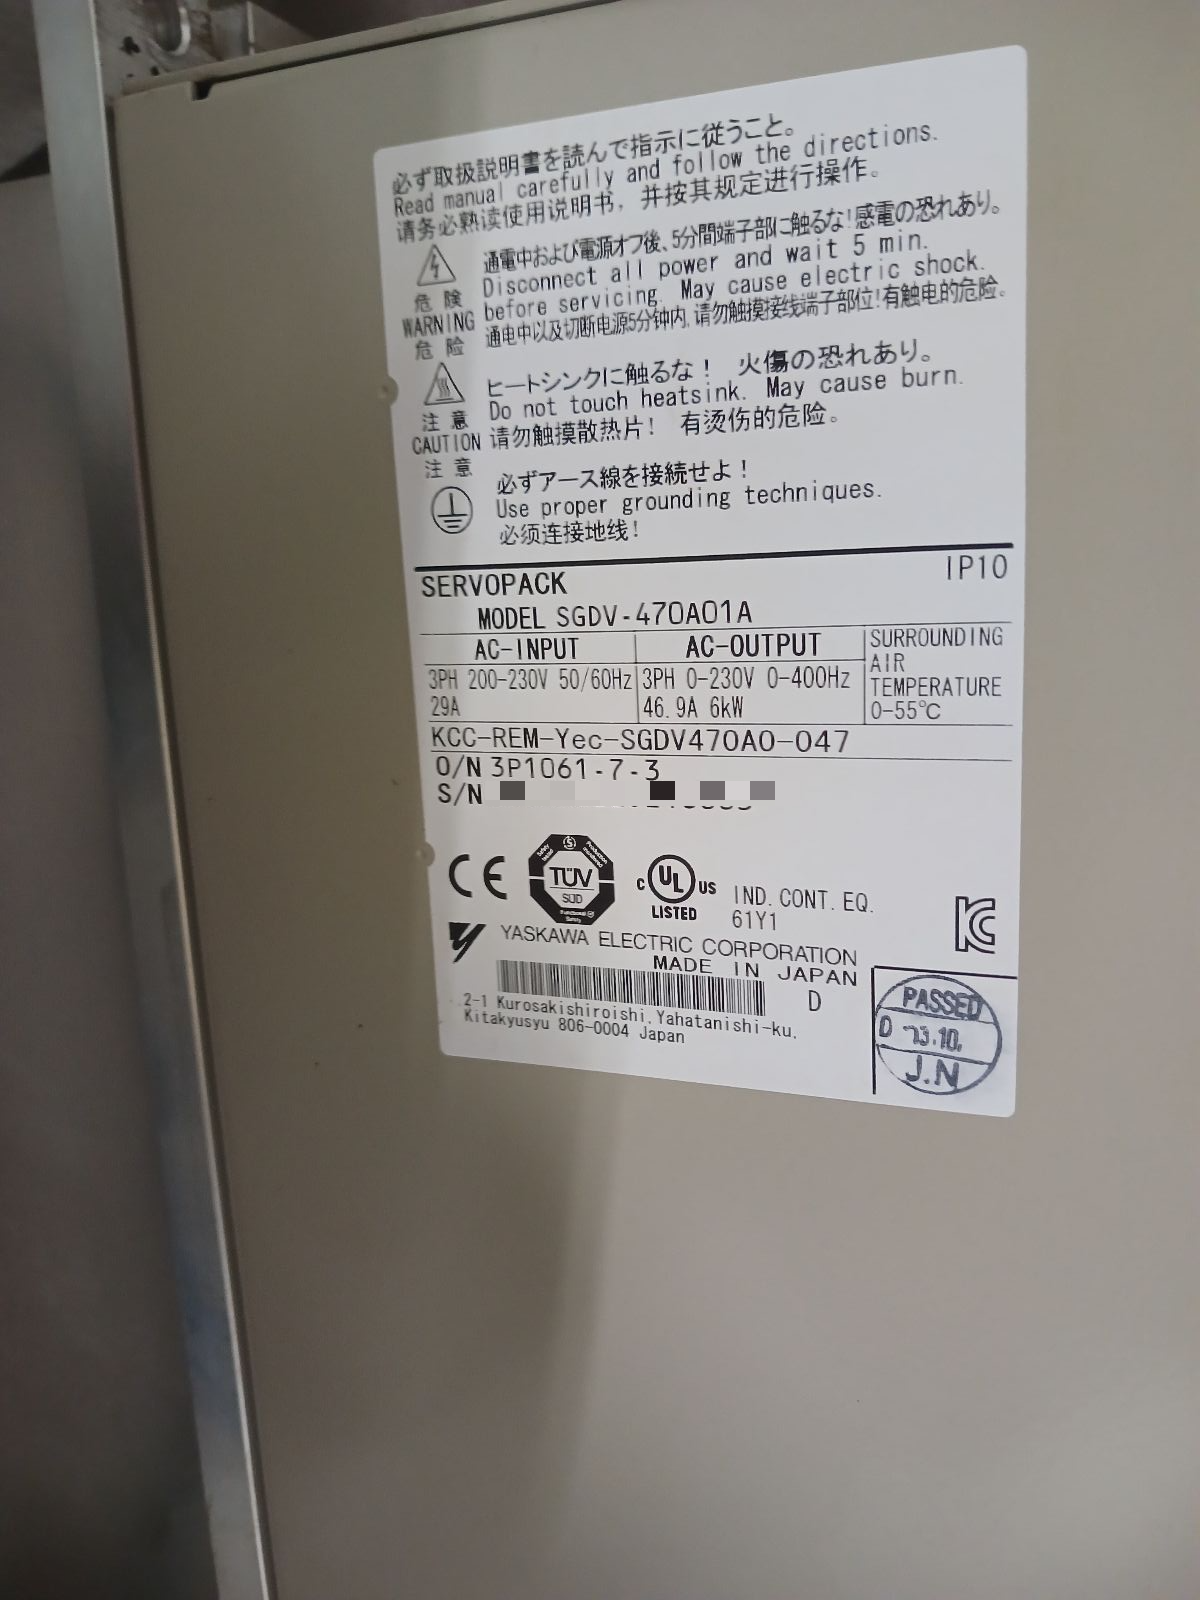 必ず取扱説明書を読んで指示に従うこと。
Read manual carefully and follow the directions.
请务必熟读使用说明书，并按其规定进行操作。
危険
WARNING
危险
通電中および電源オフ後、5分間端子部に触るな!感電の恐れあり。
Disconnect all power and wait 5 min.
before servicing. May cause electric shock.
通电中以及切断电源5分钟内,请勿触摸接线端子部位!有触电的危险。
注意
CAUTION
注意
ヒートシンクに触るな! 火傷の恐れあり。
Do not touch heatsink. May cause burn.
请勿触摸散热片! 有烫伤的危险。
必ずアース線を接続せよ!
Use proper grounding techniques.
必须连接地线!
SERVOPACK IP10
MODEL SGDV-470A01A
AC-INPUT
3PH 200-230V 50/60Hz
29A
AC-OUTPUT
3PH 0-230V 0-400Hz
46.9A 6kW
SURROUNDING
AIR
TEMPERATURE
0-55℃
KCC-REM-Yec-SGDV470A0-047
O/N 3P1061-7-3
S/N
CE
TÜV
SÜD
Functional
Safety
C UL US
LISTED
IND. CONT. EQ.
61Y1
YASKAWA ELECTRIC CORPORATION
MADE IN JAPAN
D
2-1 Kurosakishiroishi, Yahatanishi-ku,
Kitakyusyu 806-0004 Japan
PASSED
D
J.N